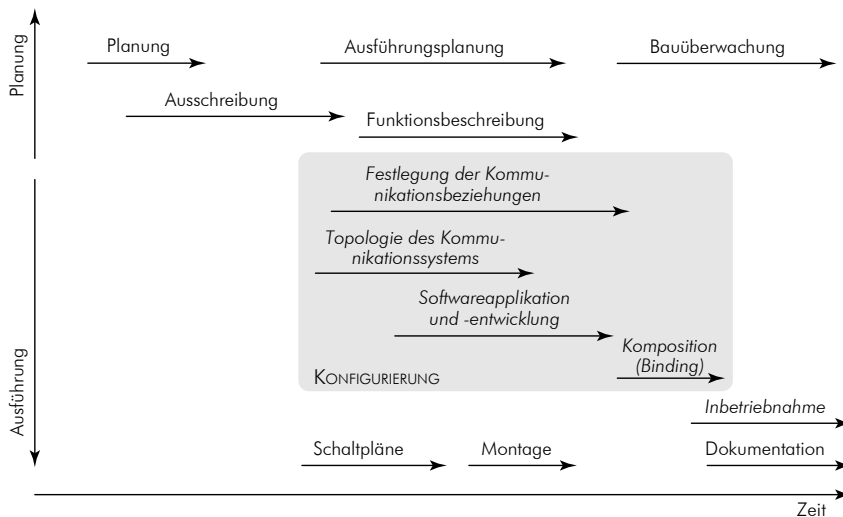 Planung
Planung
Ausführungsplanung
Bauüberwachung
Ausschreibung
Funktionsbeschreibung
Festlegung der Kommu-
nikationsbeziehungen
Topologie des Kommu-
nikationssystems
Softwareapplikation
und -entwicklung
Komposition
(Binding)
KONFIGURIERUNG
Ausführung
Inbetriebnahme
Schaltpläne
Montage
Dokumentation
Zeit